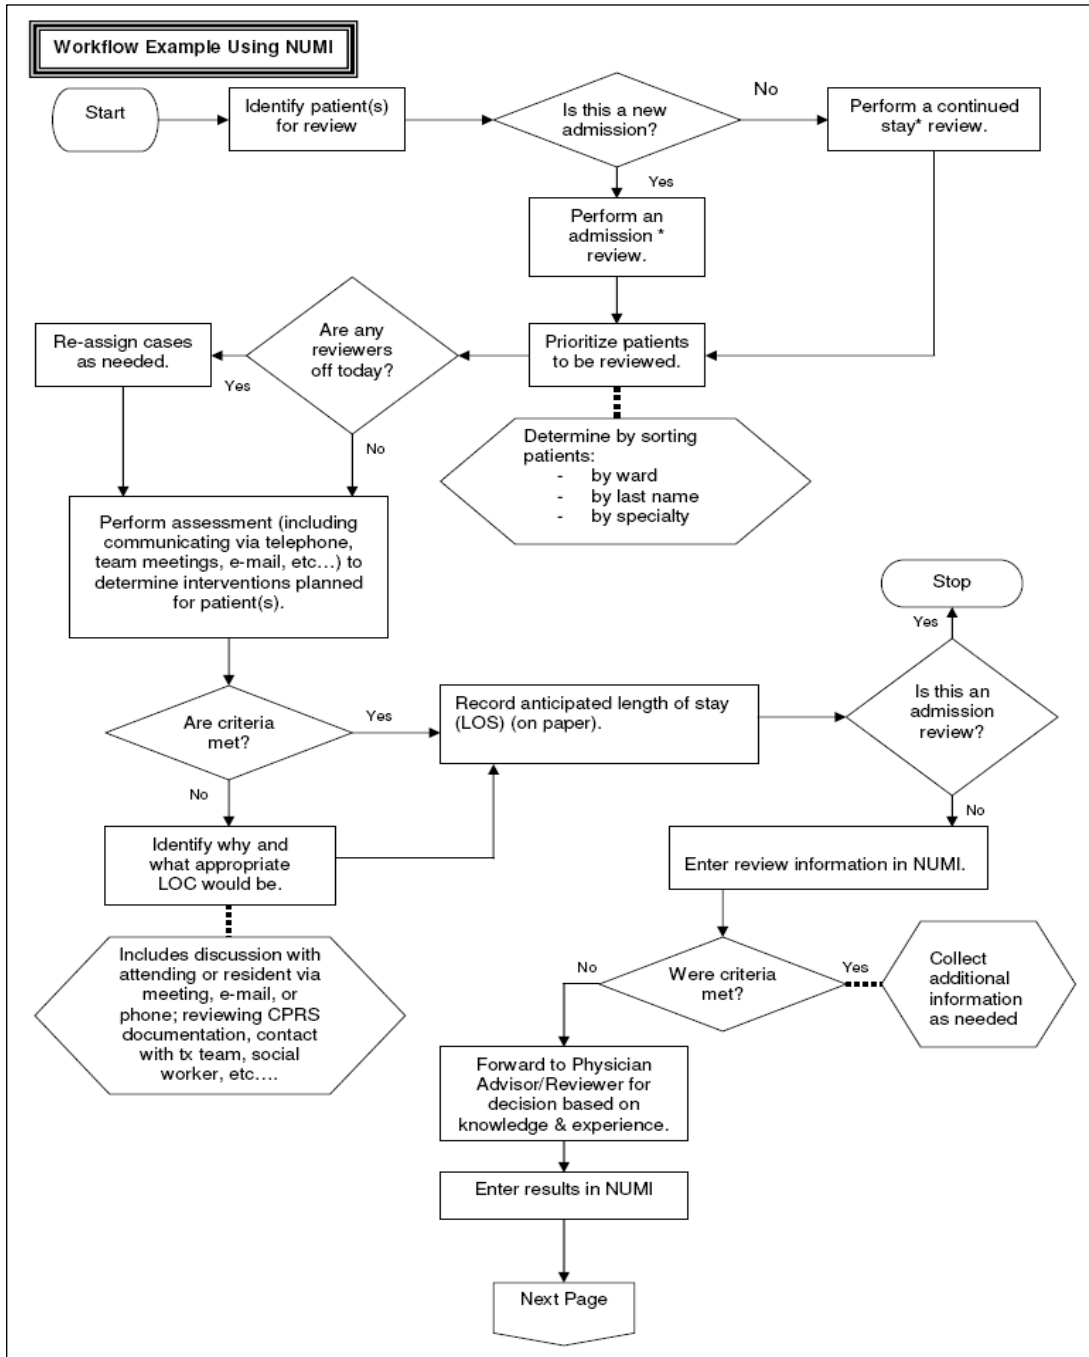 Workflow Example Using NUMI
Start
Identify patient(s)
for review
Is this a new
admission?
No
Perform a continued
stay* review.
Yes
Perform an
admission *
review.
Re-assign cases
as needed.
Yes
Are any
reviewers
off today?
No
Prioritize patients
to be reviewed.
Determine by sorting
patients:
- by ward
- by last name
- by specialty
Perform assessment (including
communicating via telephone,
team meetings, e-mail, etc…) to
determine interventions planned
for patient(s).
Stop
Yes
Are criteria
met?
Yes
No
Record anticipated length of stay
(LOS) (on paper).
Is this an
admission
review?
No
Identify why and
what appropriate
LOC would be.
Enter review information in NUMI.
Includes discussion with
attending or resident via
meeting, e-mail, or
phone; reviewing CPRS
documentation, contact
with tx team, social
worker, etc….
No
Were criteria
met?
Yes
Collect
additional
information
as needed
Forward to Physician
Advisor/Reviewer for
decision based on
knowledge & experience.
Enter results in NUMI
Next Page